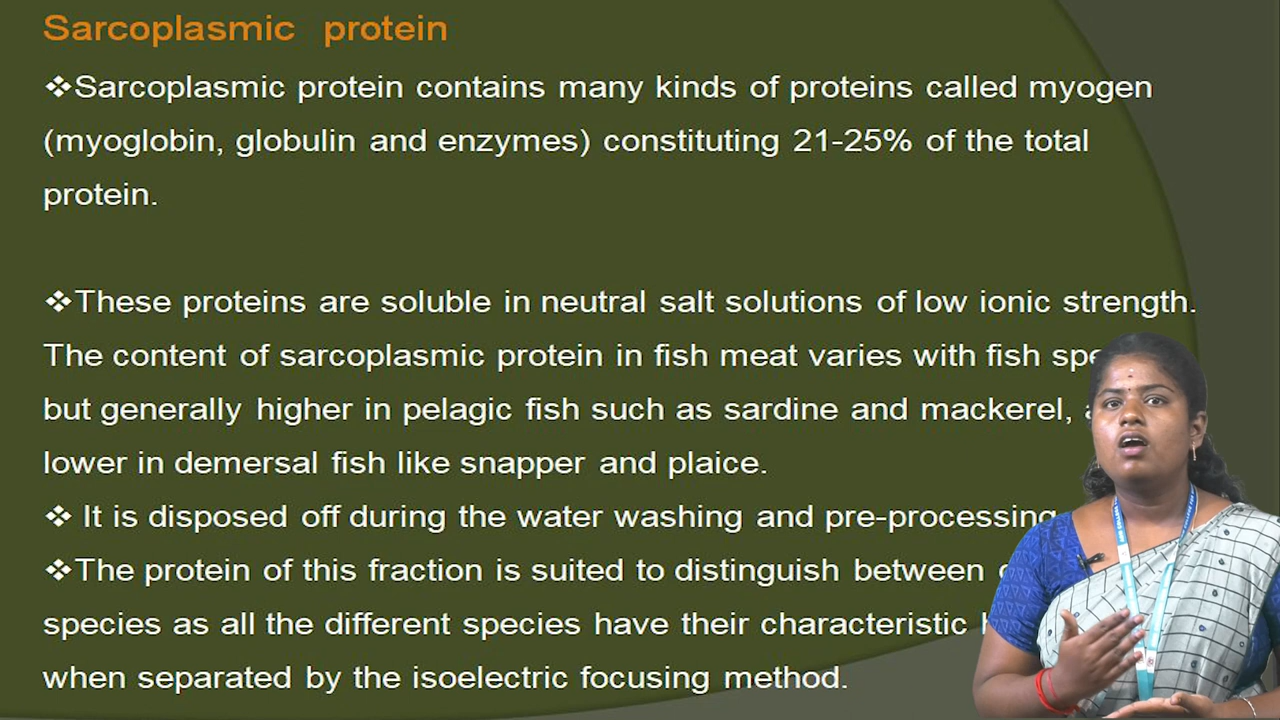 Sarcoplasmic protein
❖Sarcoplasmic protein contains many kinds of proteins called myogen
(myoglobin, globulin and enzymes) constituting 21-25% of the total
protein.
❖These proteins are soluble in neutral salt solutions of low ionic strength.
The content of sarcoplasmic protein in fish meat varies with fish
but generally higher in pelagic fish such as sardine and mackerel,
lower in demersal fish like snapper and plaice.
❖ It is disposed off during the water washing and pre-processing
❖The protein of this fraction is suited to distinguish between
species as all the different species have their characteristic
when separated by the isoelectric focusing method.